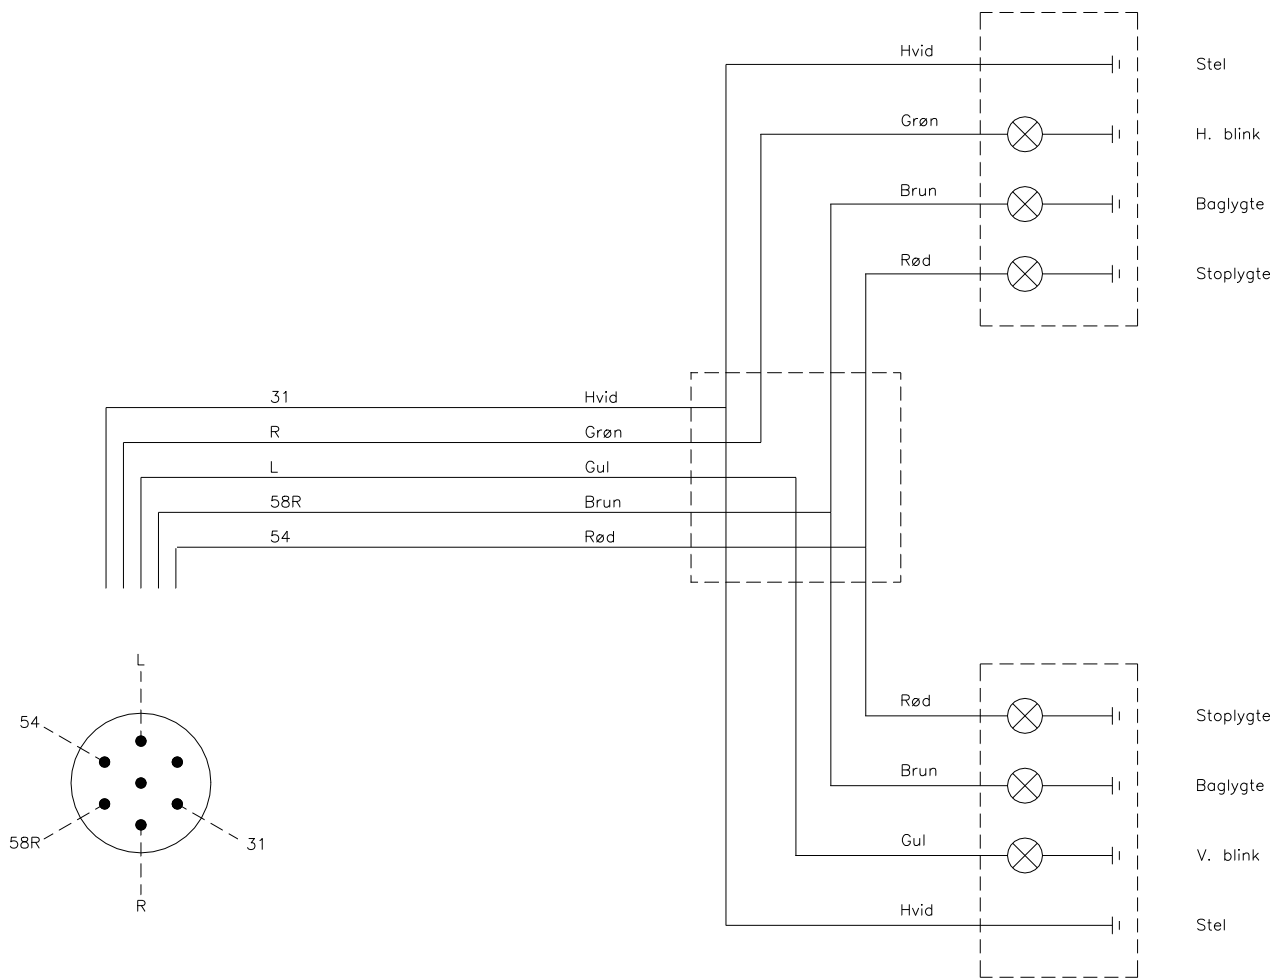 Hvid
Stel
Grøn
H. blink
Brun
Baglygte
Rød
Stoplygte
31 Hvid
R Grøn
L Gul
58R Brun
54 Rød
L
54
58R
31
R
Rød
Stoplygte
Brun
Baglygte
Gul
V. blink
Hvid
Stel